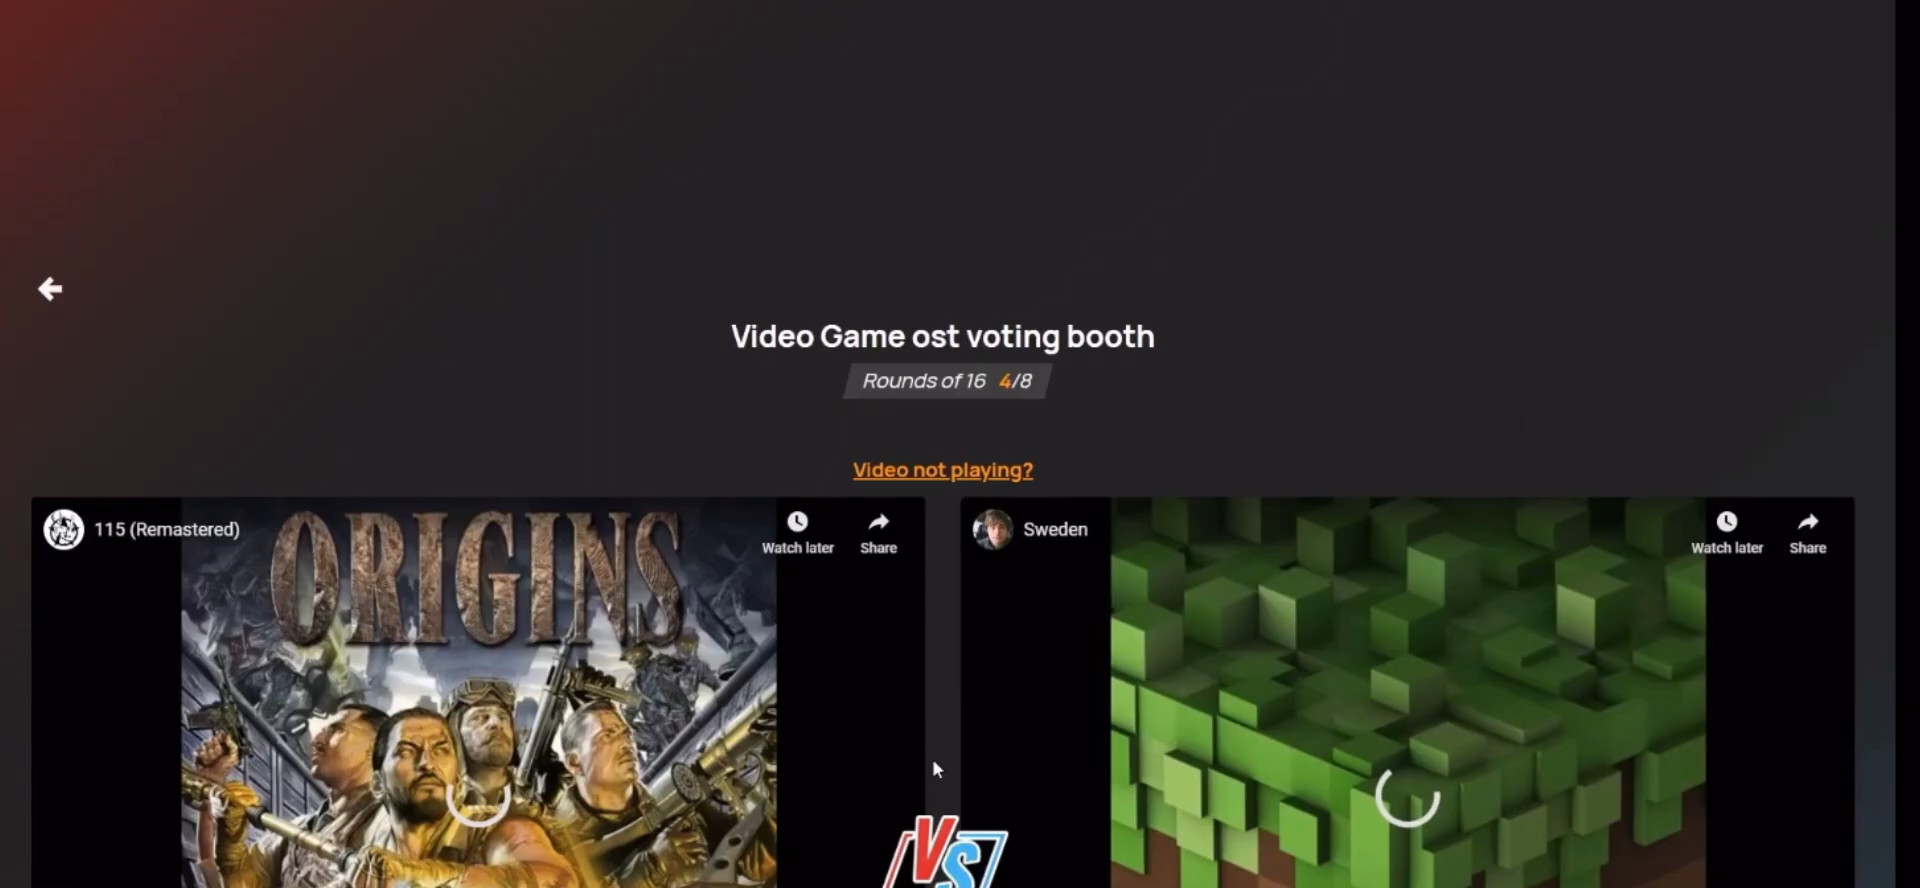 Video Game ost voting booth
Rounds of 16 4/8
Video not playing?
115 (Remastered)
Watch later
Share
ORIGINS
Sweden
Watch later
Share
VS